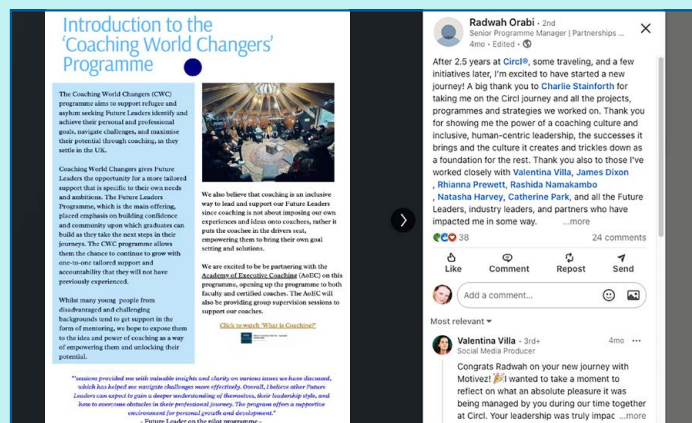 Introduction to the
'Coaching World Changers'
Programme
The Coaching World Changers (CWC)
programme aims to support refugee and
asylum seeking Future Leaders identify and
achieve their personal and professional
goals, navigate challenges, and maximise
their potential through coaching, as they
settle in the UK.
Coaching World Changers gives Future
Leaders the opportunity for a more tailored
support that is specific to their own needs
and ambitions. The Future Leaders
Programme, which is the main offering,
placed emphasis on building confidence
and community upon which graduates can
build as they take the next steps in their
journeys. The CWC programme allows
them the chance to continue to grow with
one-to-one tailored support and
accountability that they will not have
previously experienced.
Whilst many young people from
disadvantaged and challenging
backgrounds tend to get support in the
form of mentoring, we hope to expose them
to the idea and power of coaching as a way
of empowering them and unlocking their
potential.
We also believe that coaching is an inclusive
way to lead and support our Future Leaders
since coaching is not about imposing our own
experiences and ideas onto coachees, rather it
puts the coachee in the drivers seat,
empowering them to bring their own goal
setting and solutions.
We are excited to be partnering with the
Academy of Executive Coaching (AoEC) on this
programme, opening up the programme to both
faculty and certified coaches. The AoEC will
also be providing group supervision sessions to
support our coaches.
Click to watch 'What is Coaching?'
"sessions provided me with valuable insights and clarity on various issues we have discussed,
which has helped me navigate challenges more effectively. Overall, I believe other Future
Leaders can expect to gain a deeper understanding of themselves, their leadership style, and
how to overcome obstacles in their professional journey. The program offers a supportive
environment for personal growth and development."
- Future Leader on the pilot programme -
Radwah Orabi • 2nd
Senior Programme Manager | Partnerships ...
4mo • Edited •
After 2.5 years at Circl®, some traveling, and a few
initiatives later, I'm excited to have started a new
journey! A big thank you to Charlie Stainforth for
taking me on the Circl journey and all the projects,
programmes and strategies we worked on. Thank you
for showing me the power of a coaching culture and
inclusive, human-centric leadership, the successes it
brings and the culture it creates and trickles down as
a foundation for the rest. Thank you also to those I've
worked closely with Valentina Villa, James Dixon
, Rhianna Prewett, Rashida Namakambo
, Natasha Harvey, Catherine Park, and all the Future
Leaders, industry leaders, and partners who have
impacted me in some way. ...more
38 24 comments
Like Comment Repost Send
Add a comment...
Most relevant
Valentina Villa • 3rd+ 4mo
Social Media Producer
Congrats Radwah on your new journey with
Motivez! 🎉I wanted to take a moment to
reflect on what an absolute pleasure it was
being managed by you during our time together
at Circl. Your leadership was truly impac ...more